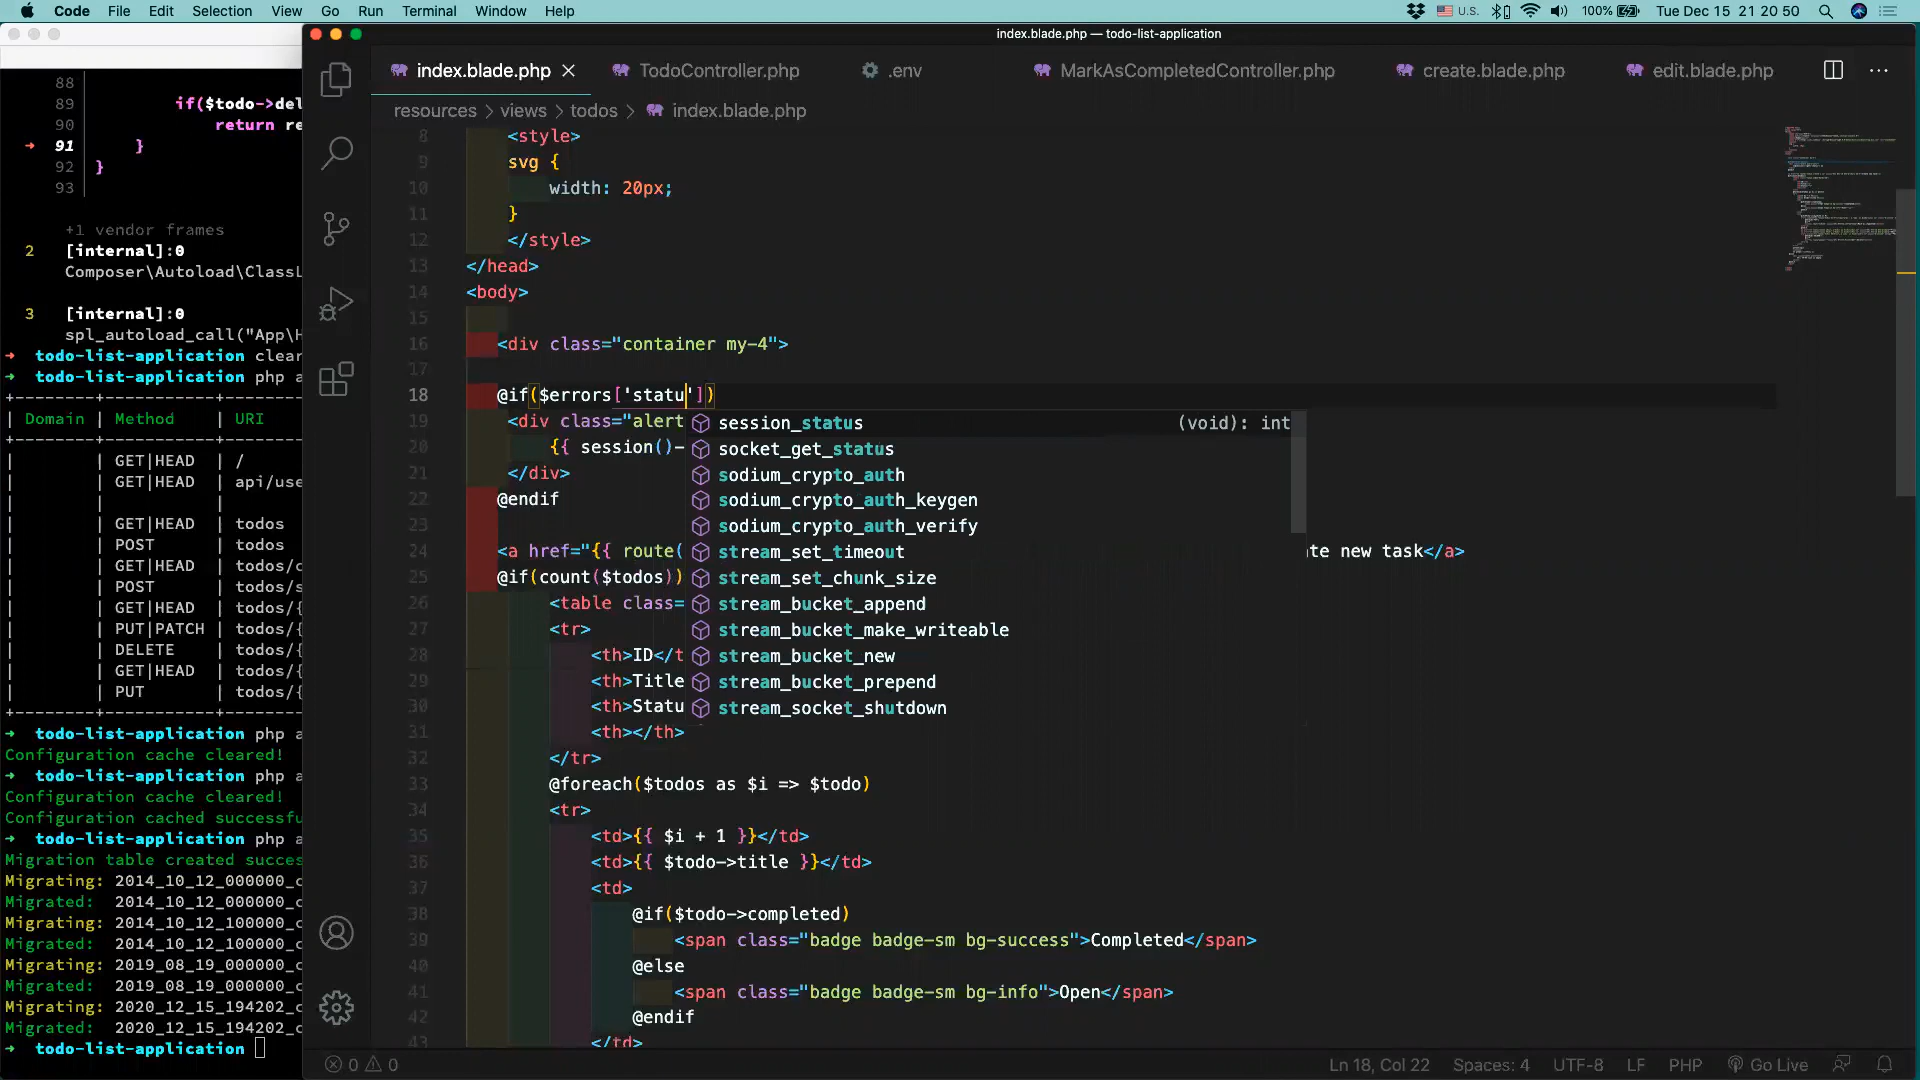 Code File Edit Selection View Go Run Terminal Window Help U.S. 100% Tue Dec 15 21 20 50
88
89 if($todo->del
90 return re
91 }
92 }
93
+1 vendor frames
2 [internal]:0
Composer\Autoload\ClassL
3 [internal]:0
spl_autoload_call("App\H
→ todo-list-application clear
→ todo-list-application php a
| Domain | Method | URI
| | GET|HEAD | /
| | GET|HEAD | api/use
| | |
| | GET|HEAD | todos
| | POST | todos
| | GET|HEAD | todos/c
| | POST | todos/s
| | GET|HEAD | todos/{
| | PUT|PATCH | todos/{
| | DELETE | todos/{
| | GET|HEAD | todos/{
| | PUT | todos/{
→ todo-list-application php a
Configuration cache cleared!
→ todo-list-application php a
Configuration cache cleared!
Configuration cached successfu
→ todo-list-application php a
Migration table created succes
Migrating: 2014_10_12_000000_c
Migrated: 2014_10_12_000000_c
Migrating: 2014_10_12_100000_c
Migrated: 2014_10_12_100000_c
Migrating: 2019_08_19_000000_c
Migrated: 2019_08_19_000000_c
Migrating: 2020_12_15_194202_c
Migrated: 2020_12_15_194202_c
→ todo-list-application
index.blade.php — todo-list-application
index.blade.php TodoController.php .env MarkAsCompletedController.php create.blade.php edit.blade.php
resources > views > todos > index.blade.php
8 <style>
9 svg {
10 width: 20px;
11 }
12 </style>
13 </head>
14 <body>
15
16 <div class="container my-4">
17
18 @if($errors['statu'])
19 <div class="alert
20 {{ session()-
21 </div>
22 @endif
23
24 <a href="{{ route( te new task</a>
25 @if(count($todos))
26 <table class=
27 <tr>
28 <th>ID</t
29 <th>Title
30 <th>Statu
31 <th></th>
32 </tr>
33 @foreach($todos as $i => $todo)
34 <tr>
35 <td>{{ $i + 1 }}</td>
36 <td>{{ $todo->title }}</td>
37 <td>
38 @if($todo->completed)
39 <span class="badge badge-sm bg-success">Completed</span>
40 @else
41 <span class="badge badge-sm bg-info">Open</span>
42 @endif
43 </td>
session_status (void): int
socket_get_status
sodium_crypto_auth
sodium_crypto_auth_keygen
sodium_crypto_auth_verify
stream_set_timeout
stream_set_chunk_size
stream_bucket_append
stream_bucket_make_writeable
stream_bucket_new
stream_bucket_prepend
stream_socket_shutdown
0 0 Ln 18, Col 22 Spaces: 4 UTF-8 LF PHP Go Live